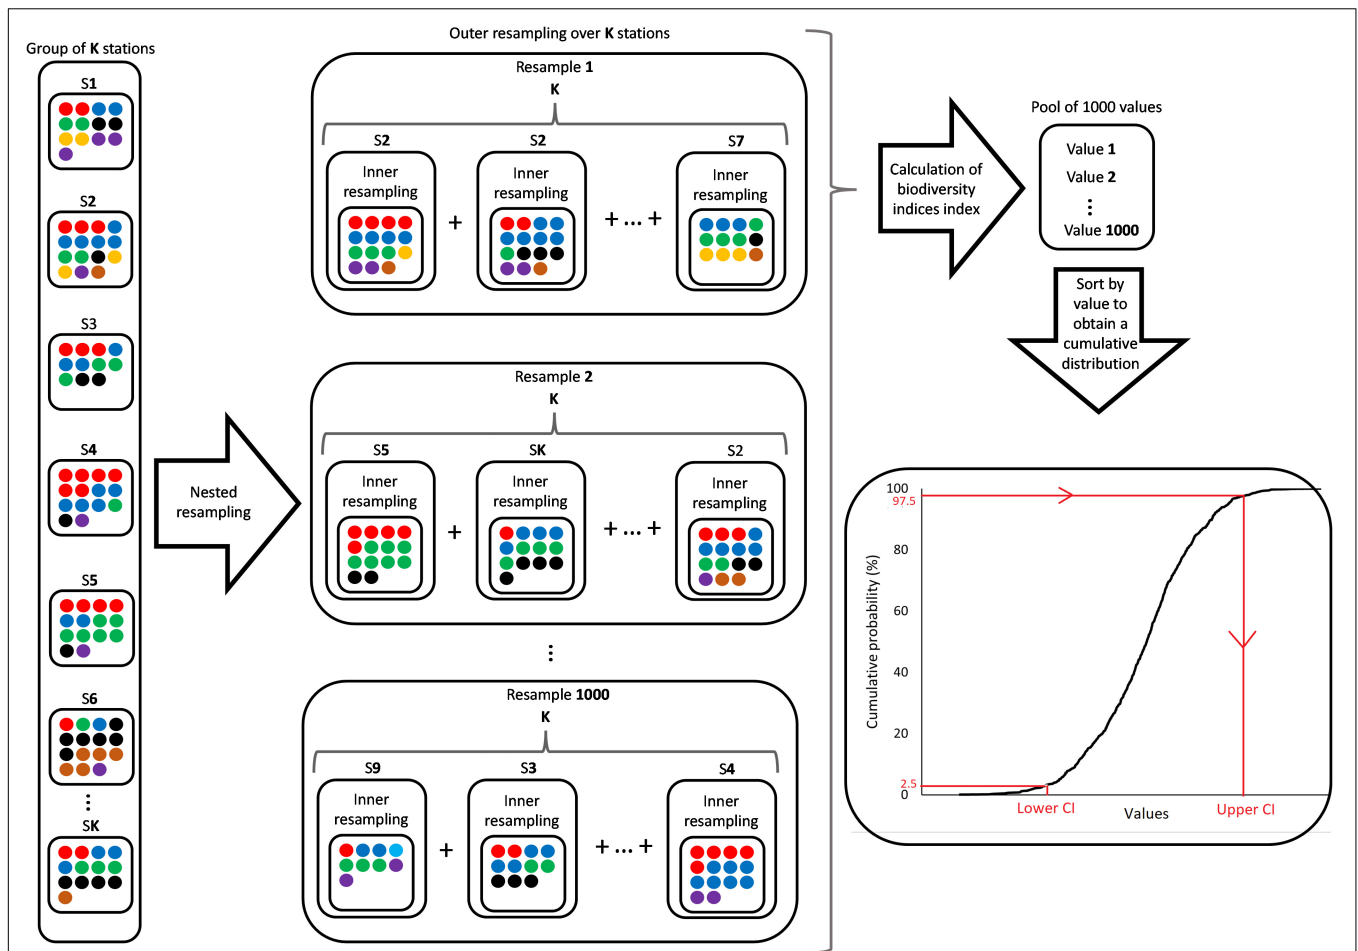 Group of K stations
S1
S2
S3
S4
S5
S6
⋮
SK
Nested
resampling
Outer resampling over K stations
Resample 1
K
S2
Inner
resampling
+
S2
Inner
resampling
+ ... +
S7
Inner
resampling
Resample 2
K
S5
Inner
resampling
+
SK
Inner
resampling
+ ... +
S2
Inner
resampling
⋮
Resample 1000
K
S9
Inner
resampling
+
S3
Inner
resampling
+ ... +
S4
Inner
resampling
Calculation of
biodiversity
indices index
Pool of 1000 values
Value 1
Value 2
⋮
Value 1000
Sort by
value to
obtain a
cumulative
distribution
Cumulative probability (%)
100
97.5
80
60
40
20
2.5
0
Lower CI
Values
Upper CI